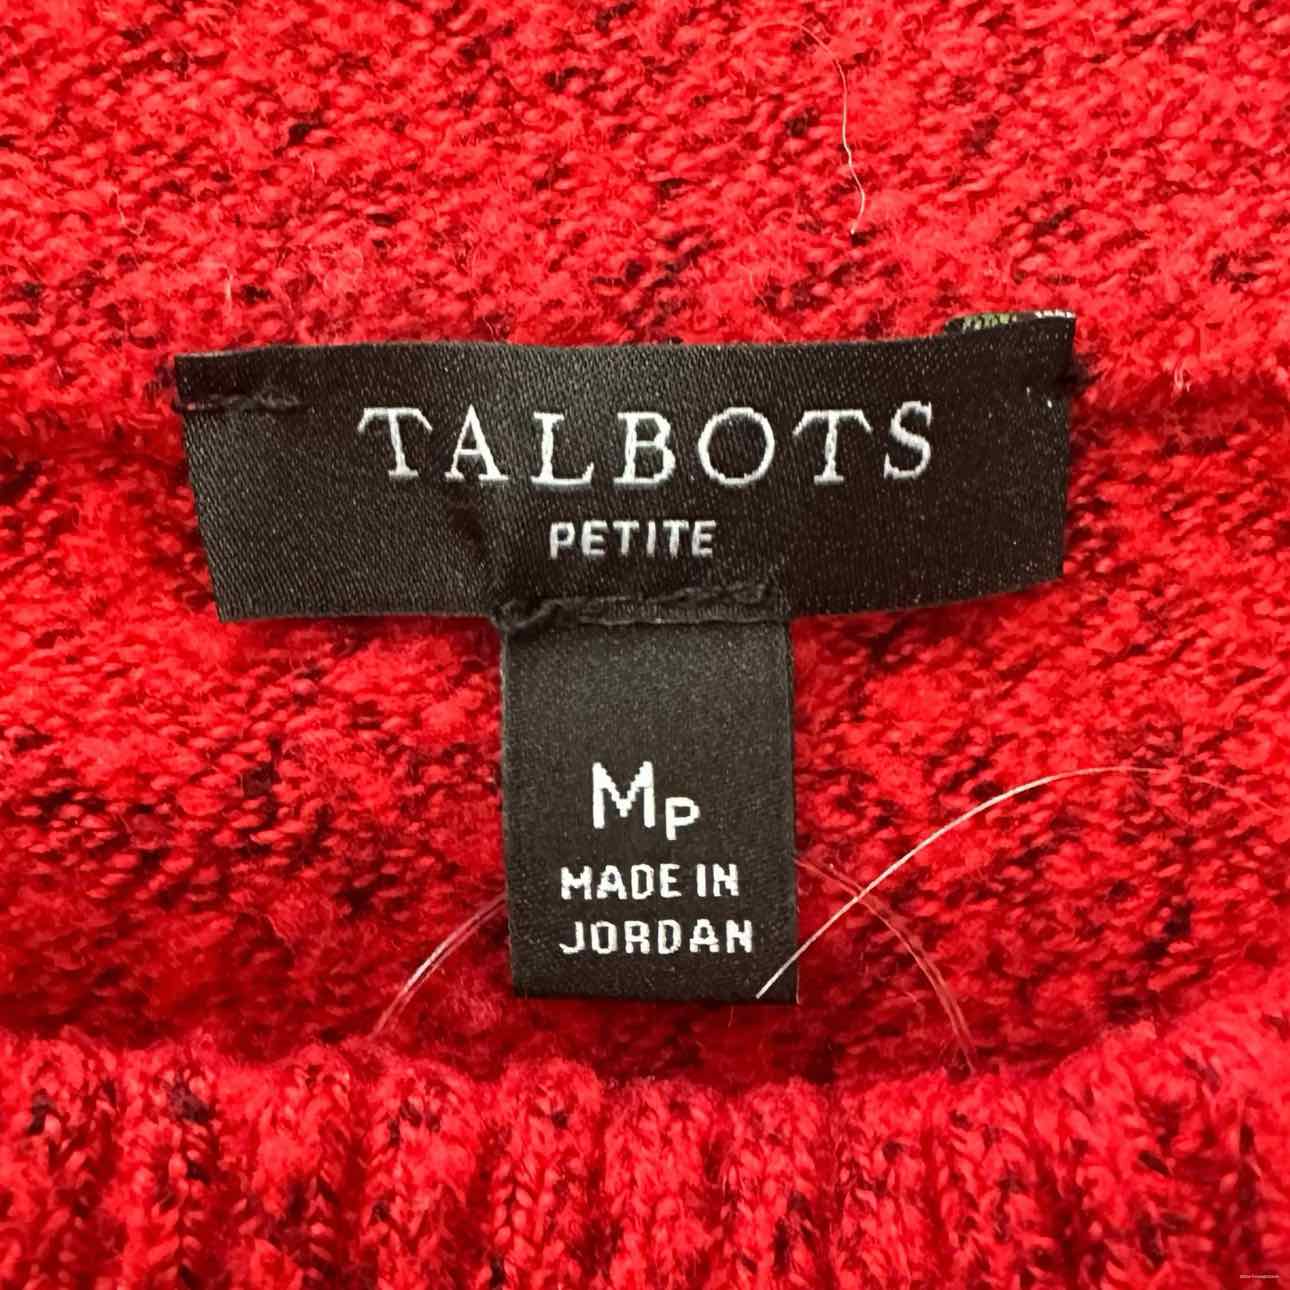 TALBOTS
PETITE
MP
MADE IN
JORDAN